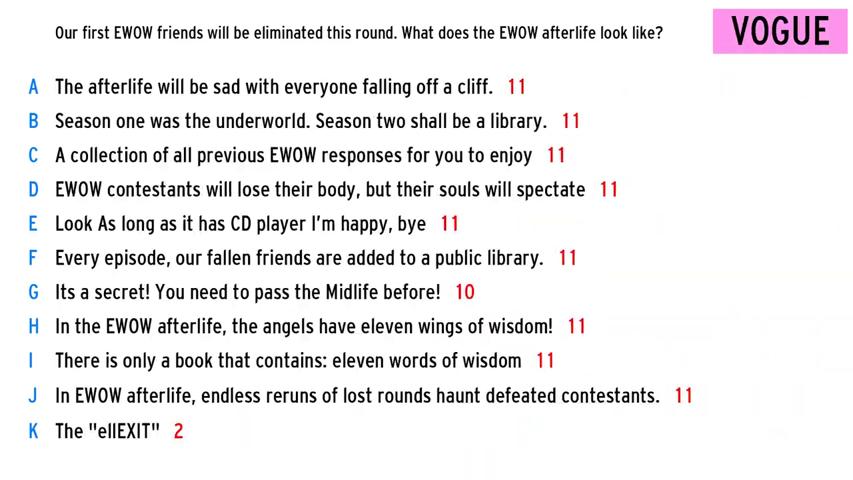 Our first EWOW friends will be eliminated this round. What does the EWOW afterlife look like?
VOGUE
A The afterlife will be sad with everyone falling off a cliff. 11
B Season one was the underworld. Season two shall be a library. 11
C A collection of all previous EWOW responses for you to enjoy 11
D EWOW contestants will lose their body, but their souls will spectate 11
E Look As long as it has CD player I'm happy, bye 11
F Every episode, our fallen friends are added to a public library. 11
G Its a secret! You need to pass the Midlife before! 10
H In the EWOW afterlife, the angels have eleven wings of wisdom! 11
I There is only a book that contains: eleven words of wisdom 11
J In EWOW afterlife, endless reruns of lost rounds haunt defeated contestants. 11
K The "ellEXIT" 2